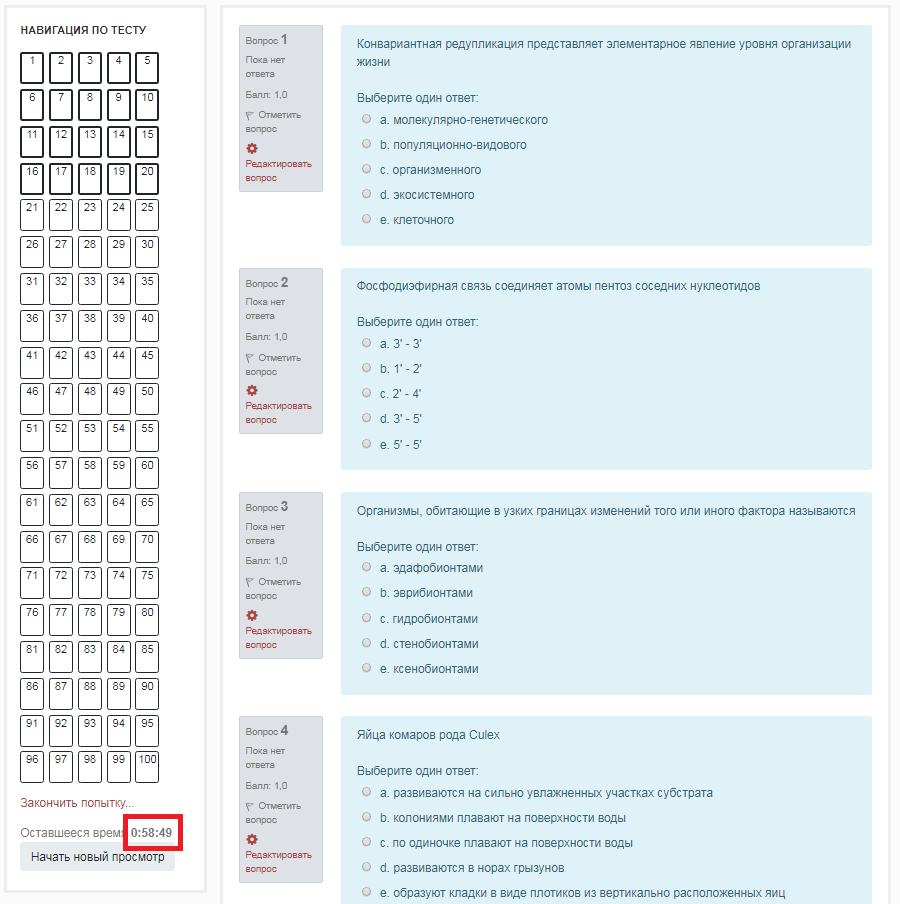 НАВИГАЦИЯ ПО ТЕСТУ
1 2 3 4 5
6 7 8 9 10
11 12 13 14 15
16 17 18 19 20
21 22 23 24 25
26 27 28 29 30
31 32 33 34 35
36 37 38 39 40
41 42 43 44 45
46 47 48 49 50
51 52 53 54 55
56 57 58 59 60
61 62 63 64 65
66 67 68 69 70
71 72 73 74 75
76 77 78 79 80
81 82 83 84 85
86 87 88 89 90
91 92 93 94 95
96 97 98 99 100
Закончить попытку...
Оставшееся время 0:58:49
Начать новый просмотр
Вопрос 1
Пока нет
ответа
Балл: 1,0
Отметить
вопрос
Редактировать
вопрос
Конвариантная редупликация представляет элементарное явление уровня организации
жизни
Выберите один ответ:
a. молекулярно-генетического
b. популяционно-видового
c. организменного
d. экосистемного
e. клеточного
Вопрос 2
Пока нет
ответа
Балл: 1,0
Отметить
вопрос
Редактировать
вопрос
Фосфодиэфирная связь соединяет атомы пентоз соседних нуклеотидов
Выберите один ответ:
a. 3' - 3'
b. 1' - 2'
c. 2' - 4'
d. 3' - 5'
e. 5' - 5'
Вопрос 3
Пока нет
ответа
Балл: 1,0
Отметить
вопрос
Редактировать
вопрос
Организмы, обитающие в узких границах изменений того или иного фактора называются
Выберите один ответ:
a. эдафобионтами
b. эврибионтами
c. гидробионтами
d. стенобионтами
e. ксенобионтами
Вопрос 4
Пока нет
ответа
Балл: 1,0
Отметить
вопрос
Редактировать
вопрос
Яйца комаров рода Culex
Выберите один ответ:
a. развиваются на сильно увлажненных участках субстрата
b. колониями плавают на поверхности воды
c. по одиночке плавают на поверхности воды
d. развиваются в норах грызунов
e. образуют кладки в виде плотиков из вертикально расположенных яиц